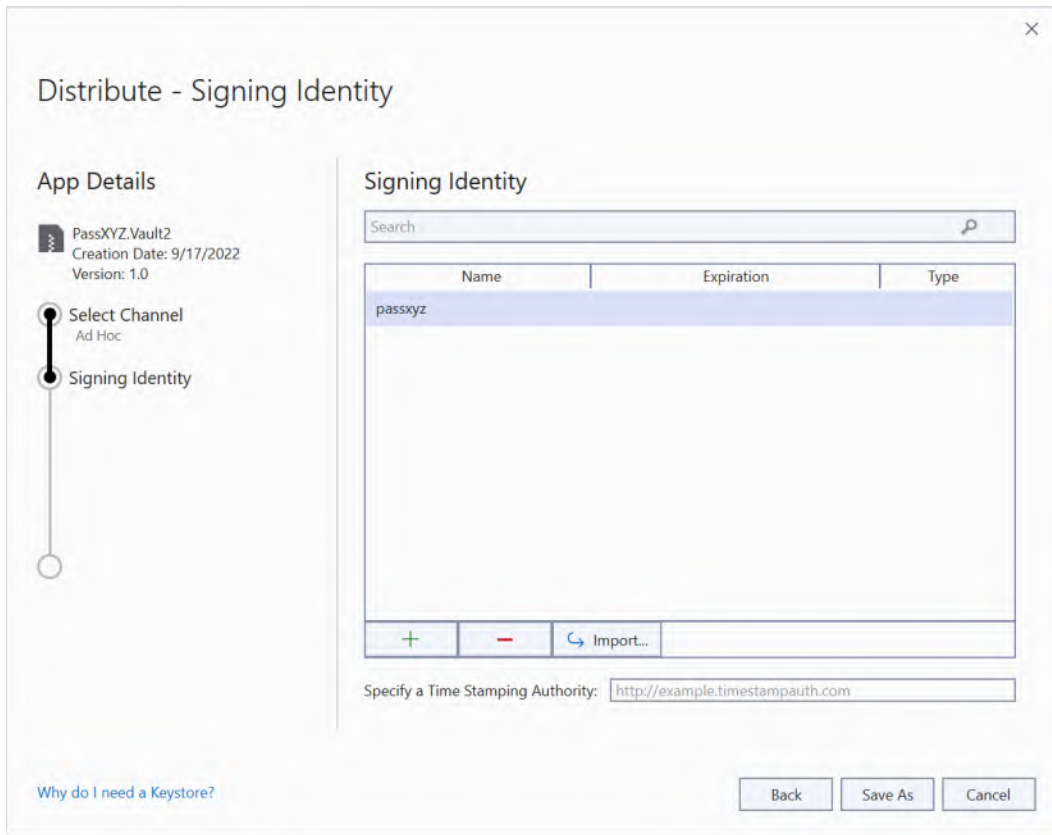 Distribute - Signing Identity
App Details
PassXYZ.Vault2
Creation Date: 9/17/2022
Version: 1.0
Select Channel
Ad Hoc
Signing Identity
Signing Identity
Search
Name Expiration Type
passxyz
Import...
Specify a Time Stamping Authority: http://example.timestampauth.com
Why do I need a Keystore?
Back Save As Cancel